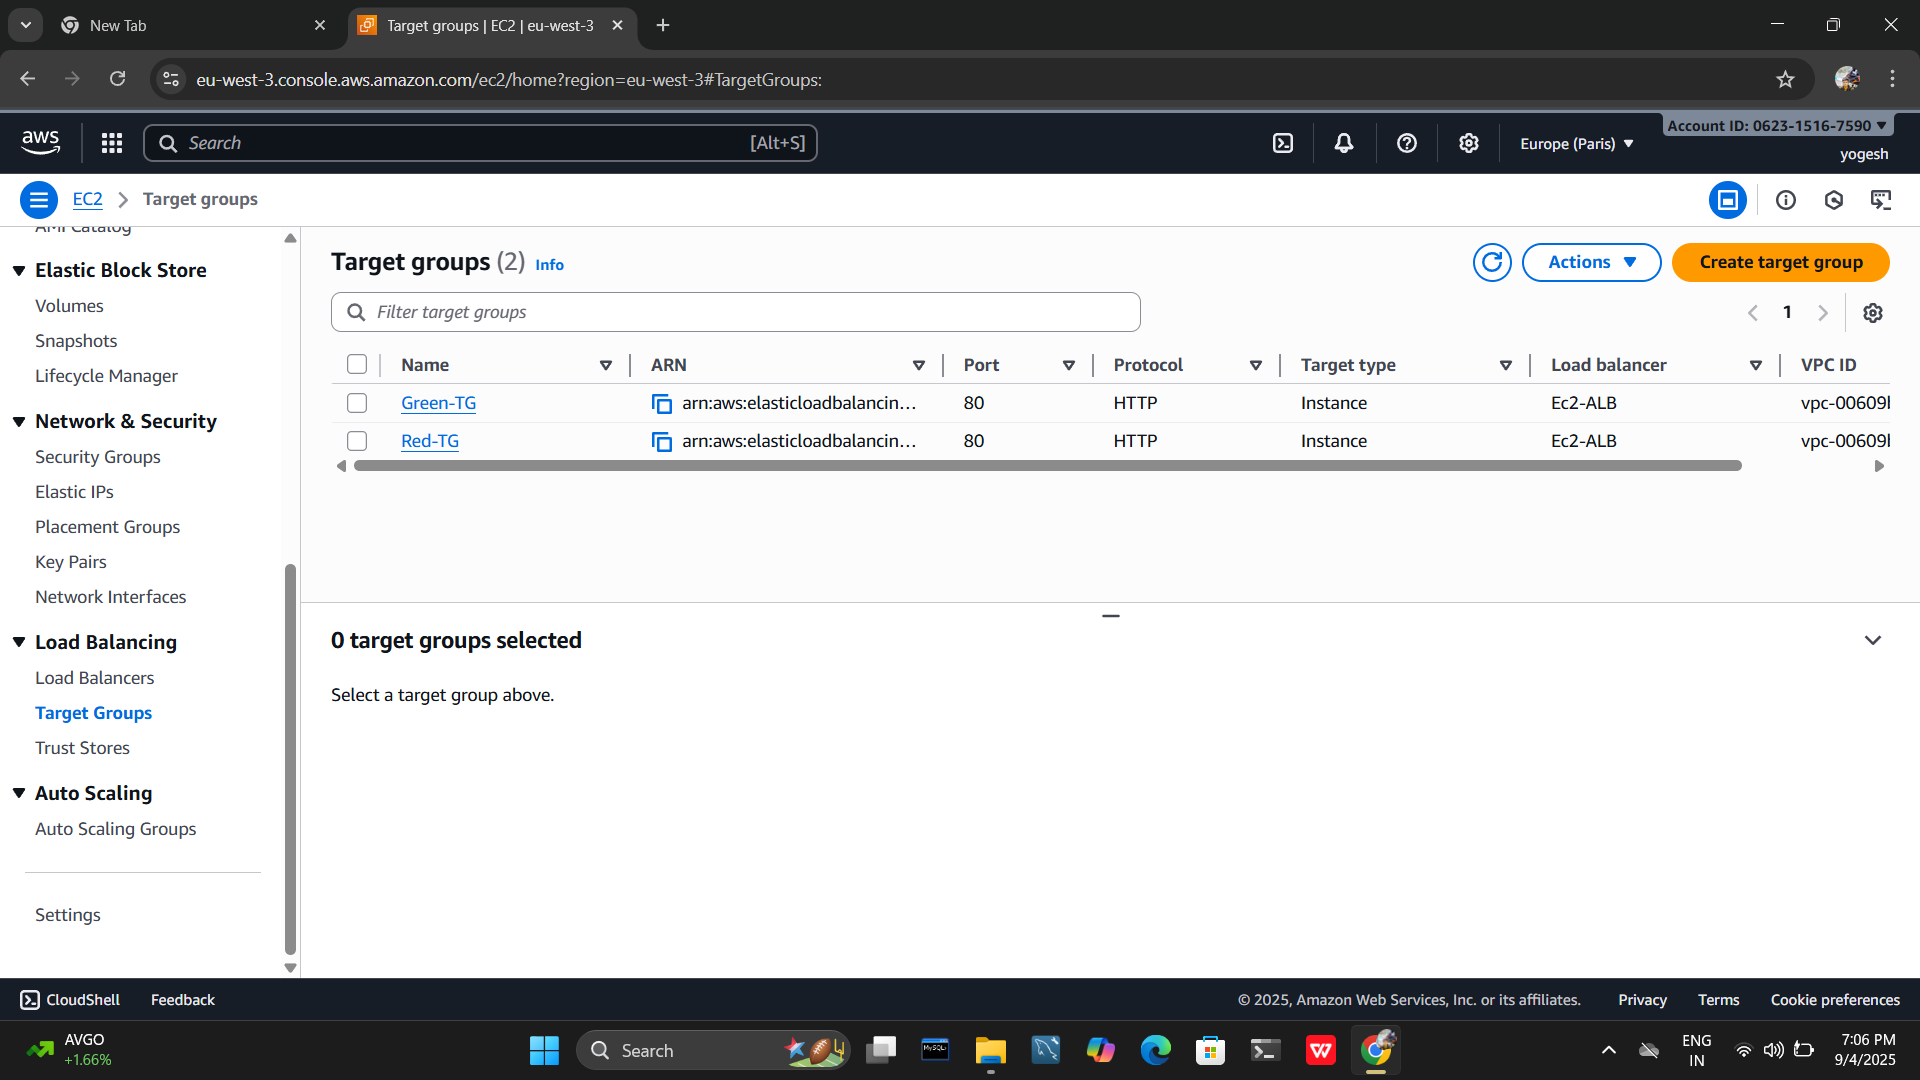 New Tab
Target groups | EC2 | eu-west-3
eu-west-3.console.aws.amazon.com/ec2/home?region=eu-west-3#TargetGroups:
aws
Search
[Alt+S]
Europe (Paris)
Account ID: 0623-1516-7590
yogesh
EC2
Target groups
AMI Catalog
Elastic Block Store
Volumes
Snapshots
Lifecycle Manager
Network & Security
Security Groups
Elastic IPs
Placement Groups
Key Pairs
Network Interfaces
Load Balancing
Load Balancers
Target Groups
Trust Stores
Auto Scaling
Auto Scaling Groups
Settings
Target groups (2) Info
Actions
Create target group
Filter target groups
1
Name ARN Port Protocol Target type Load balancer VPC ID
Green-TG arn:aws:elasticloadbalancin... 80 HTTP Instance Ec2-ALB vpc-00609
Red-TG arn:aws:elasticloadbalancin... 80 HTTP Instance Ec2-ALB vpc-00609
0 target groups selected
Select a target group above.
CloudShell
Feedback
© 2025, Amazon Web Services, Inc. or its affiliates.
Privacy
Terms
Cookie preferences
AVGO
+1.66%
Search
MySQL
ENG
IN
7:06 PM
9/4/2025